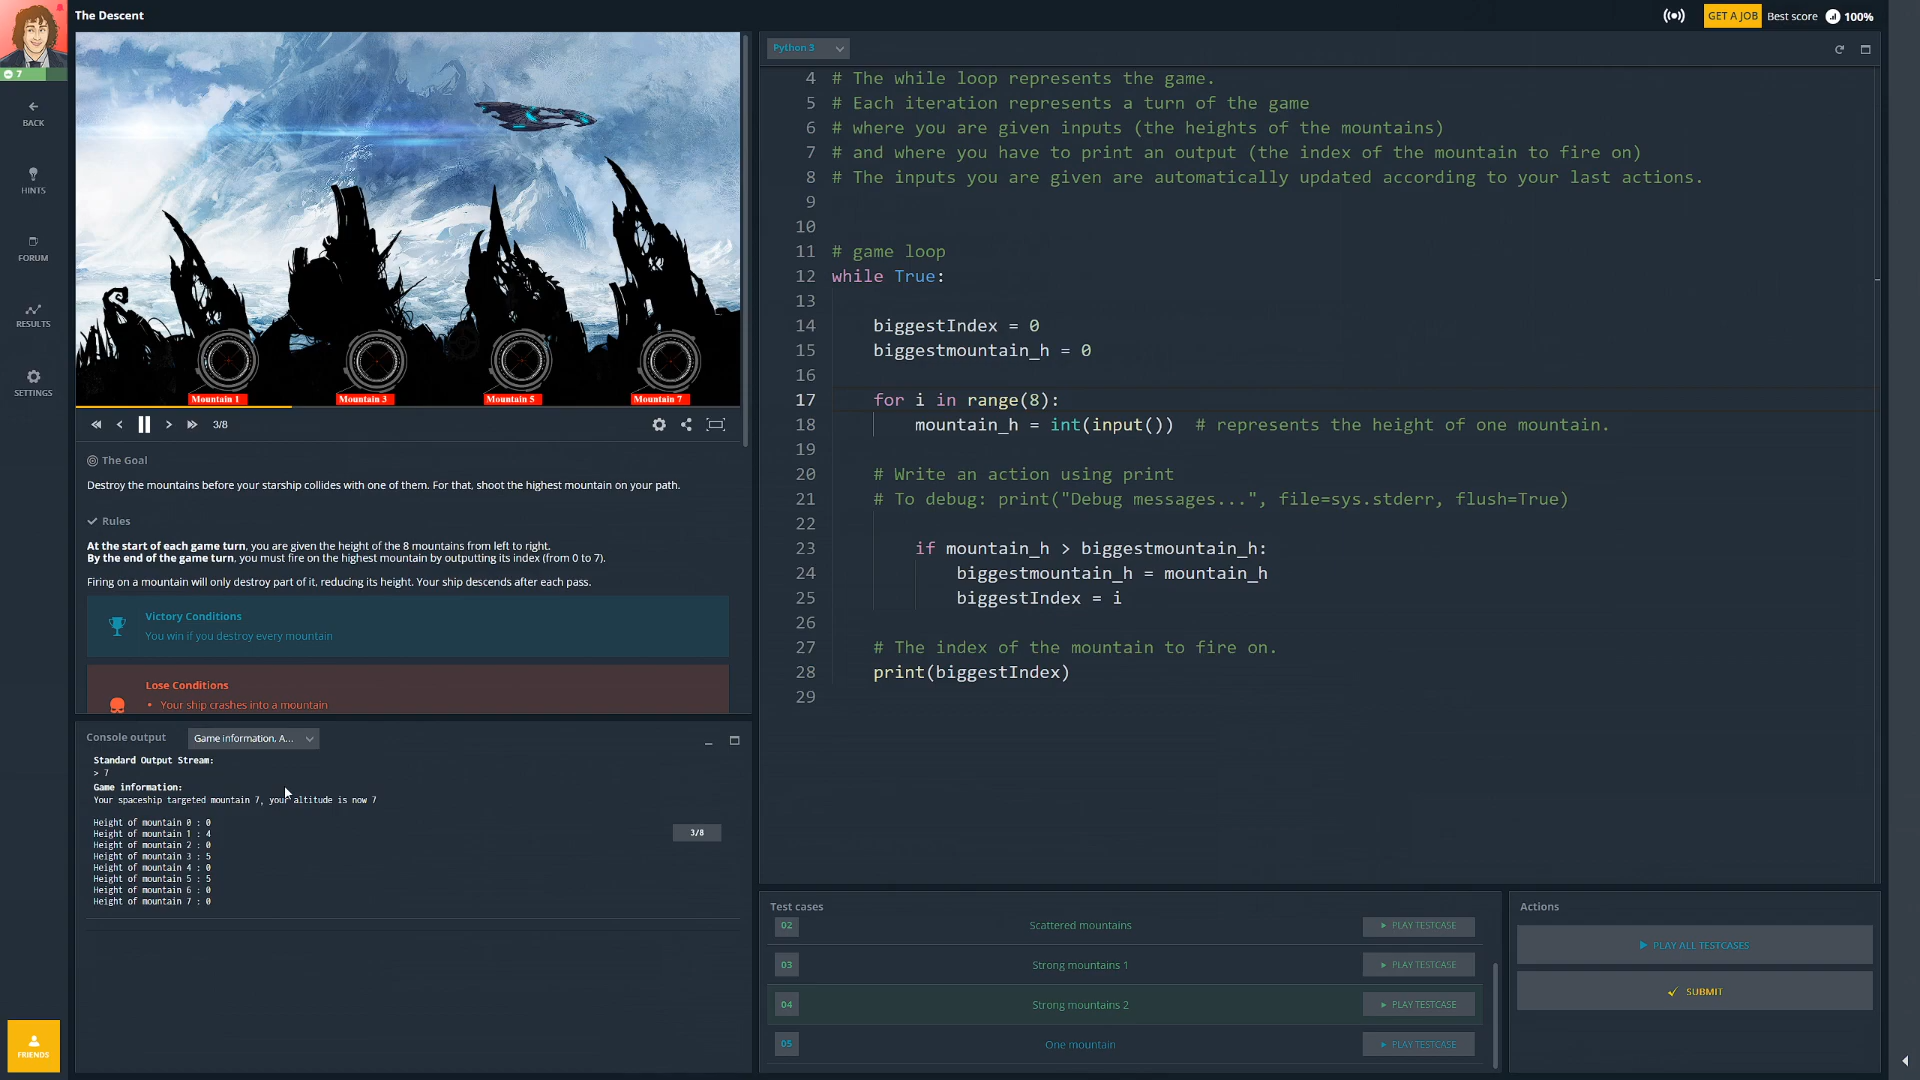 The Descent
GET A JOB
Best score
100%
7
BACK
HINTS
FORUM
RESULTS
SETTINGS
FRIENDS
Mountain 1
Mountain 3
Mountain 5
Mountain 7
3/8
The Goal
Destroy the mountains before your starship collides with one of them. For that, shoot the highest mountain on your path.
Rules
At the start of each game turn, you are given the height of the 8 mountains from left to right.
By the end of the game turn, you must fire on the highest mountain by outputting its index (from 0 to 7).
Firing on a mountain will only destroy part of it, reducing its height. Your ship descends after each pass.
Victory Conditions
You win if you destroy every mountain
Lose Conditions
• Your ship crashes into a mountain
Console output
Game information, A...
Standard Output Stream:
> 7
Game information:
Your spaceship targeted mountain 7, your altitude is now 7
Height of mountain 0 : 0
Height of mountain 1 : 4
Height of mountain 2 : 0
Height of mountain 3 : 5
Height of mountain 4 : 0
Height of mountain 5 : 5
Height of mountain 6 : 0
Height of mountain 7 : 0
3/8
Python 3
4 # The while loop represents the game.
5 # Each iteration represents a turn of the game
6 # where you are given inputs (the heights of the mountains)
7 # and where you have to print an output (the index of the mountain to fire on)
8 # The inputs you are given are automatically updated according to your last actions.
9
10
11 # game loop
12 while True:
13
14 biggestIndex = 0
15 biggestmountain_h = 0
16
17 for i in range(8):
18 mountain_h = int(input()) # represents the height of one mountain.
19
20 # Write an action using print
21 # To debug: print("Debug messages...", file=sys.stderr, flush=True)
22
23 if mountain_h > biggestmountain_h:
24 biggestmountain_h = mountain_h
25 biggestIndex = i
26
27 # The index of the mountain to fire on.
28 print(biggestIndex)
29
Test cases
02 Scattered mountains PLAY TESTCASE
03 Strong mountains 1 PLAY TESTCASE
04 Strong mountains 2 PLAY TESTCASE
05 One mountain PLAY TESTCASE
Actions
PLAY ALL TESTCASES
SUBMIT